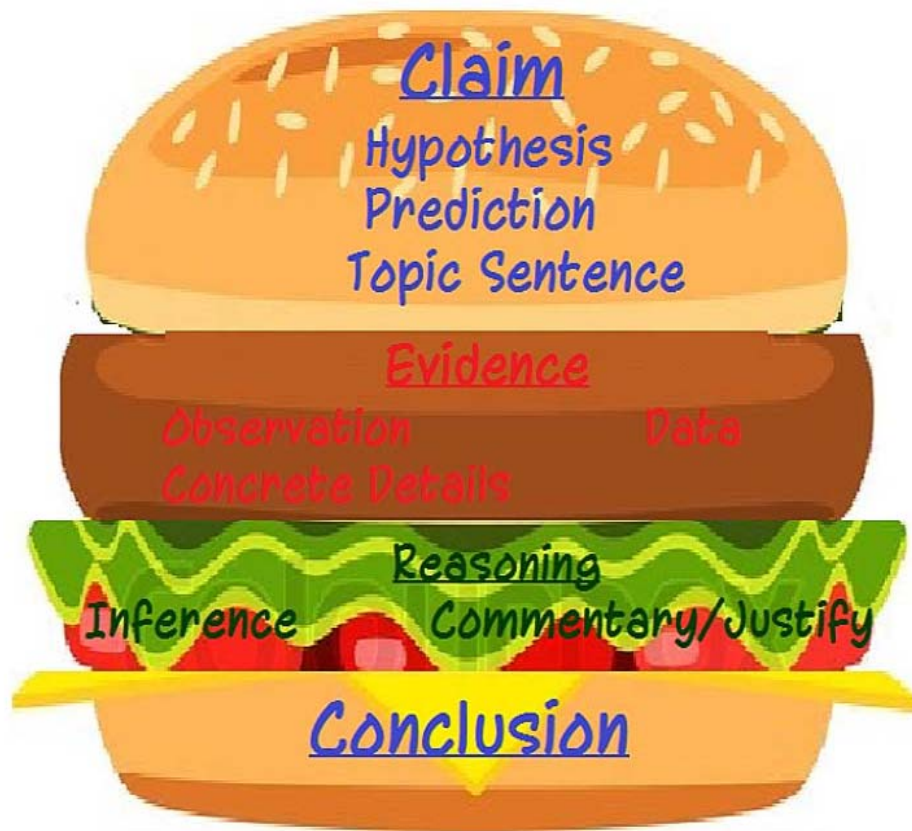 Claim
Hypothesis
Prediction
Topic Sentence
Evidence
Observation Data
Concrete Details
Reasoning
Inference Commentary/Justify
Conclusion